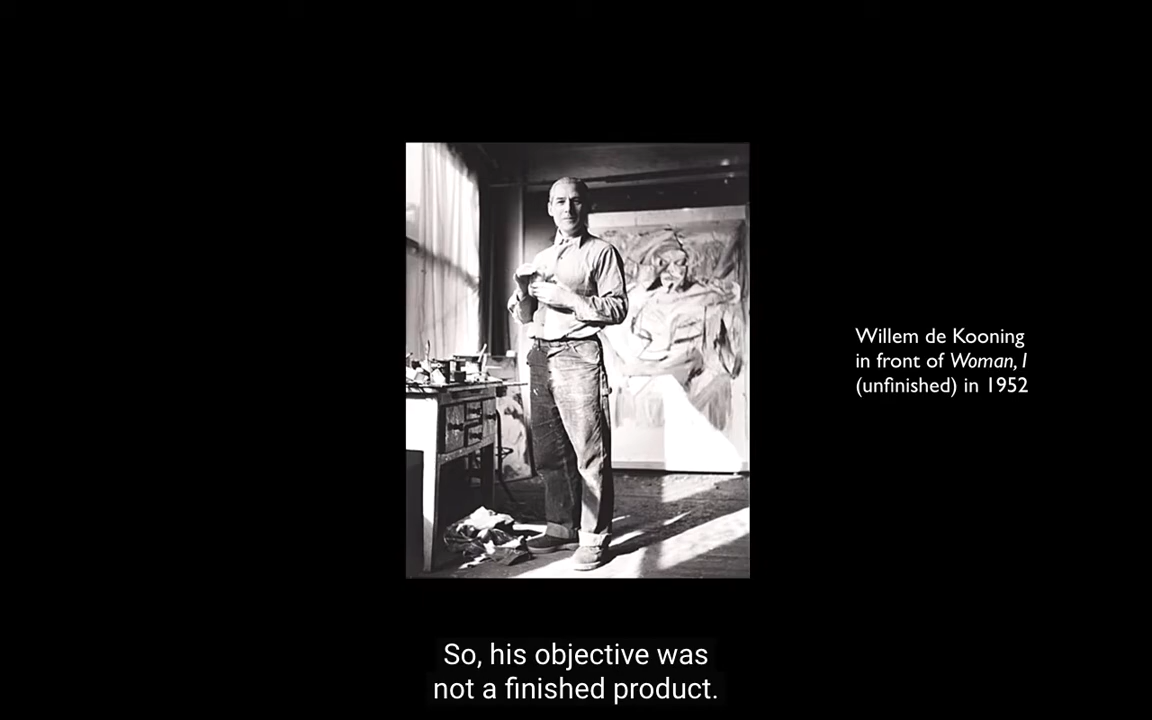 Willem de Kooning
in front of Woman, I
(unfinished) in 1952
So, his objective was
not a finished product.